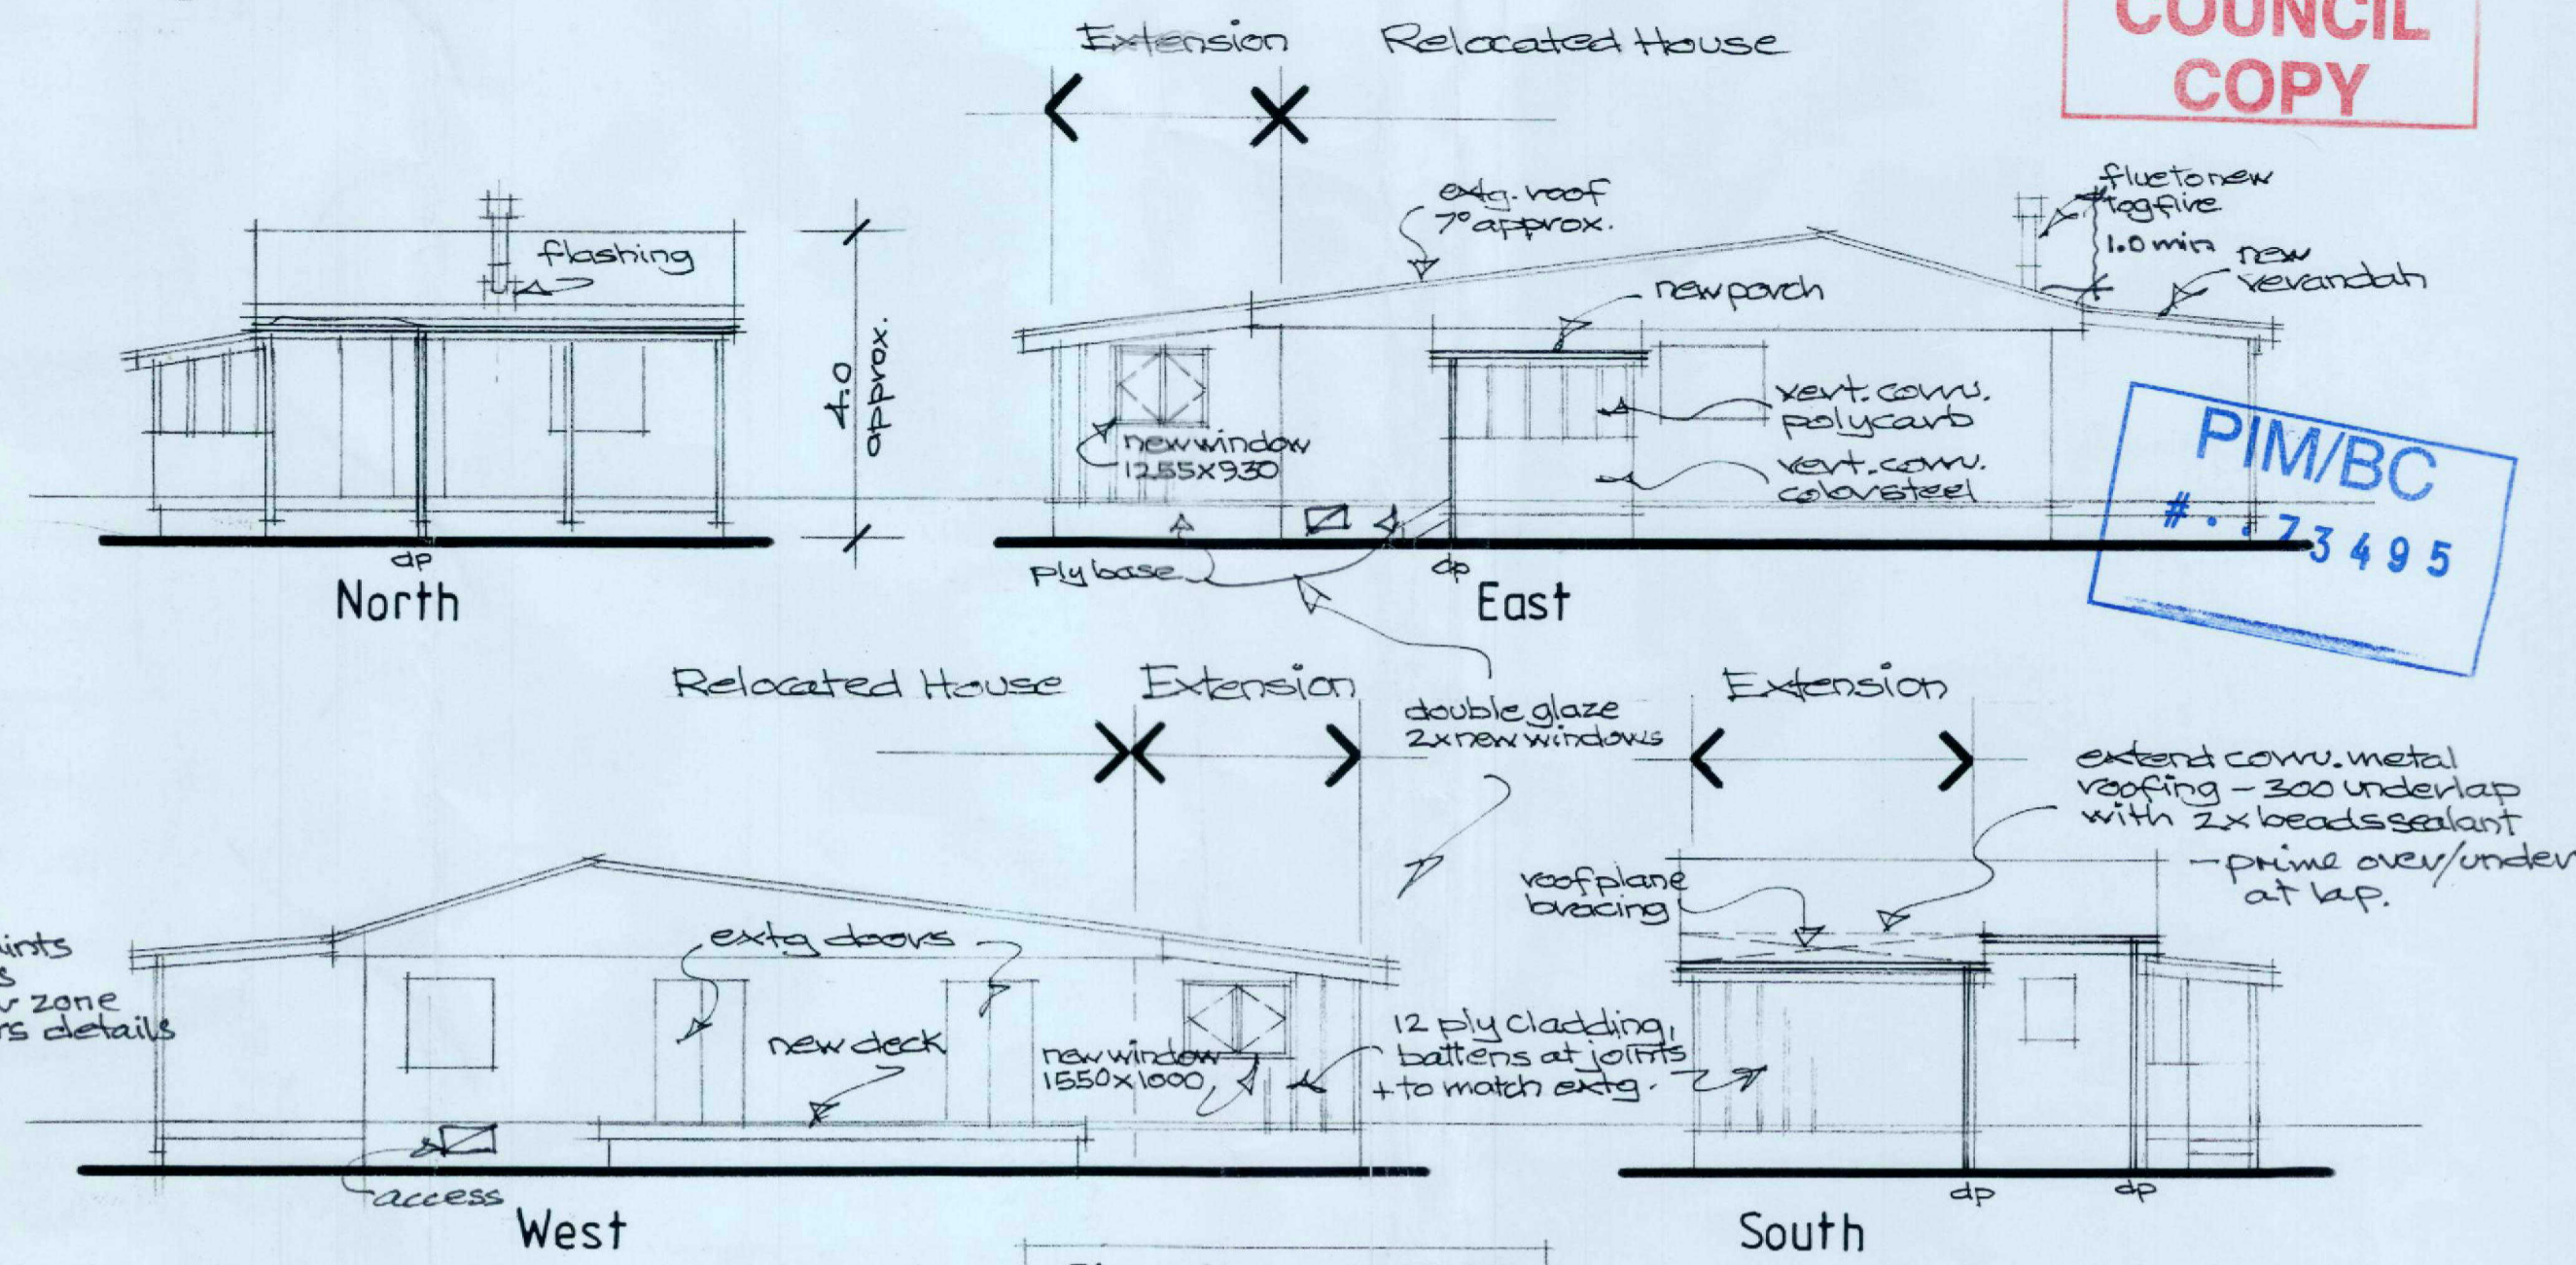 COUNCIL
COPY
Extension Relocated House
extg. roof
7° approx.
flue to new
logfire
1.0 min
new
verandah
flashing
new porch
4.0
approx.
vert. corru.
polycarb
new window
1255x930
vert. corru.
colorsteel
PIM/BC
#..73495
dp
ply base
dp
North
East
Relocated House Extension
double glaze
2x new windows
Extension
extend corru. metal
roofing - 300 underlap
with 2x beads sealant
- prime over/under
at lap.
roof plane
bracing
extg doors
zone
details
new deck
new window
1550x1000
12 ply cladding,
battens at joints
+ to match extg.
access
dp
dp
West
South